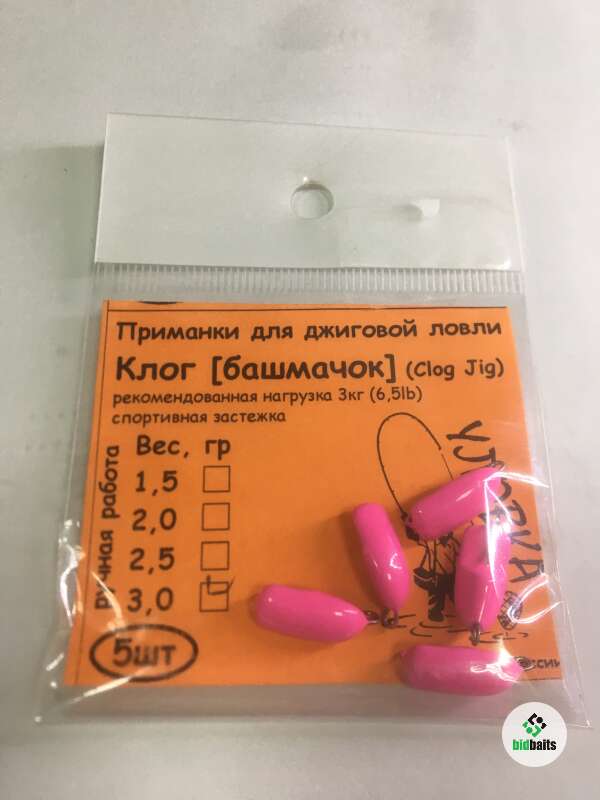 Приманки для джиговой ловли
Клог [башмачок] (Clog Jig)
рекомендованная нагрузка 3кг (6,5lb)
спортивная застежка
ручная работа
Вес, гр
1,5
2,0
2,5
3,0
5шт
bidbaits